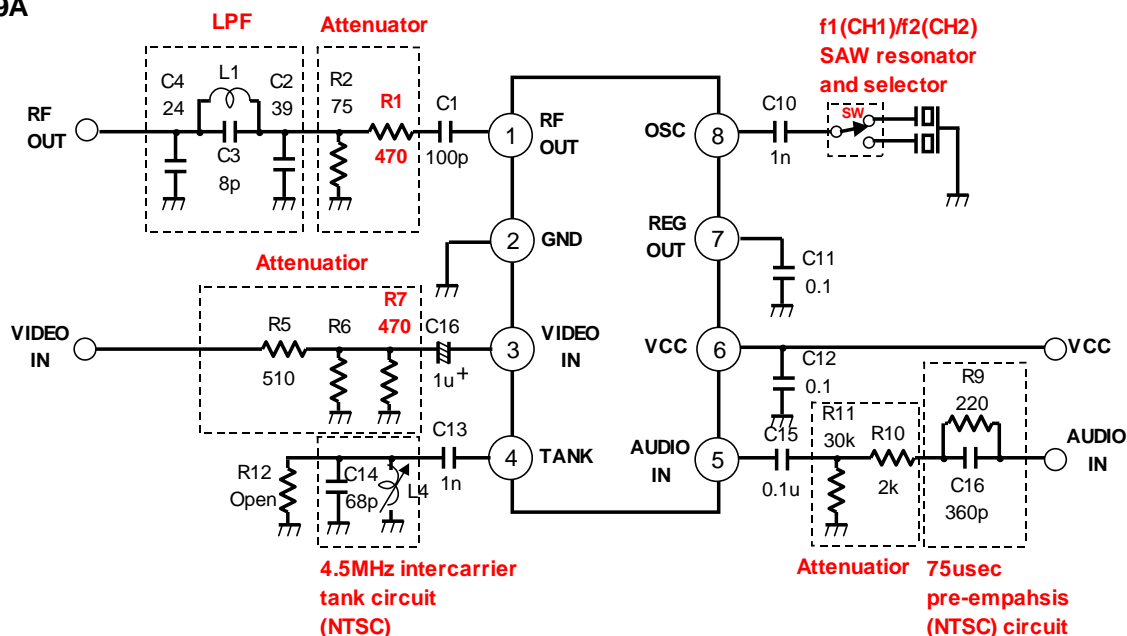 9A
LPF
Attenuator
f1(CH1)/f2(CH2)
SAW resonator
and selector
C4
24
L1
C2
39
R2
75
R1
470
C1
100p
C3
8p
RF
OUT
1
RF
OUT
OSC
8
C10
1n
SW
2
GND
REG
OUT
7
C11
0.1
Attenuatior
VIDEO
IN
R5
510
R6
R7
470
C16
1u
+
3
VIDEO
IN
VCC
6
VCC
C12
0.1
R9
220
R12
Open
C14
68p
L4
C13
1n
4
TANK
AUDIO
IN
5
C15
0.1u
R11
30k
R10
2k
C16
360p
AUDIO
IN
4.5MHz intercarrier
tank circuit
(NTSC)
Attenuatior
75usec
pre-empahsis
(NTSC) circuit